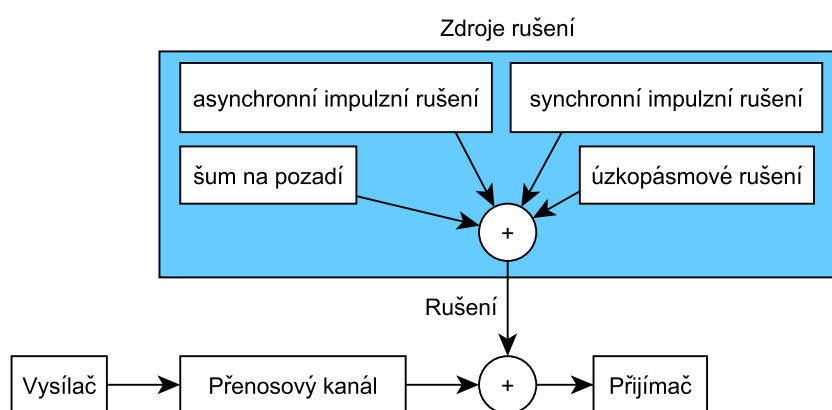 Zdroje rušení
asynchronní impulzní rušení
synchronní impulzní rušení
šum na pozadí
úzkopásmové rušení
+
Rušení
Vysílač
Přenosový kanál
+
Přijímač